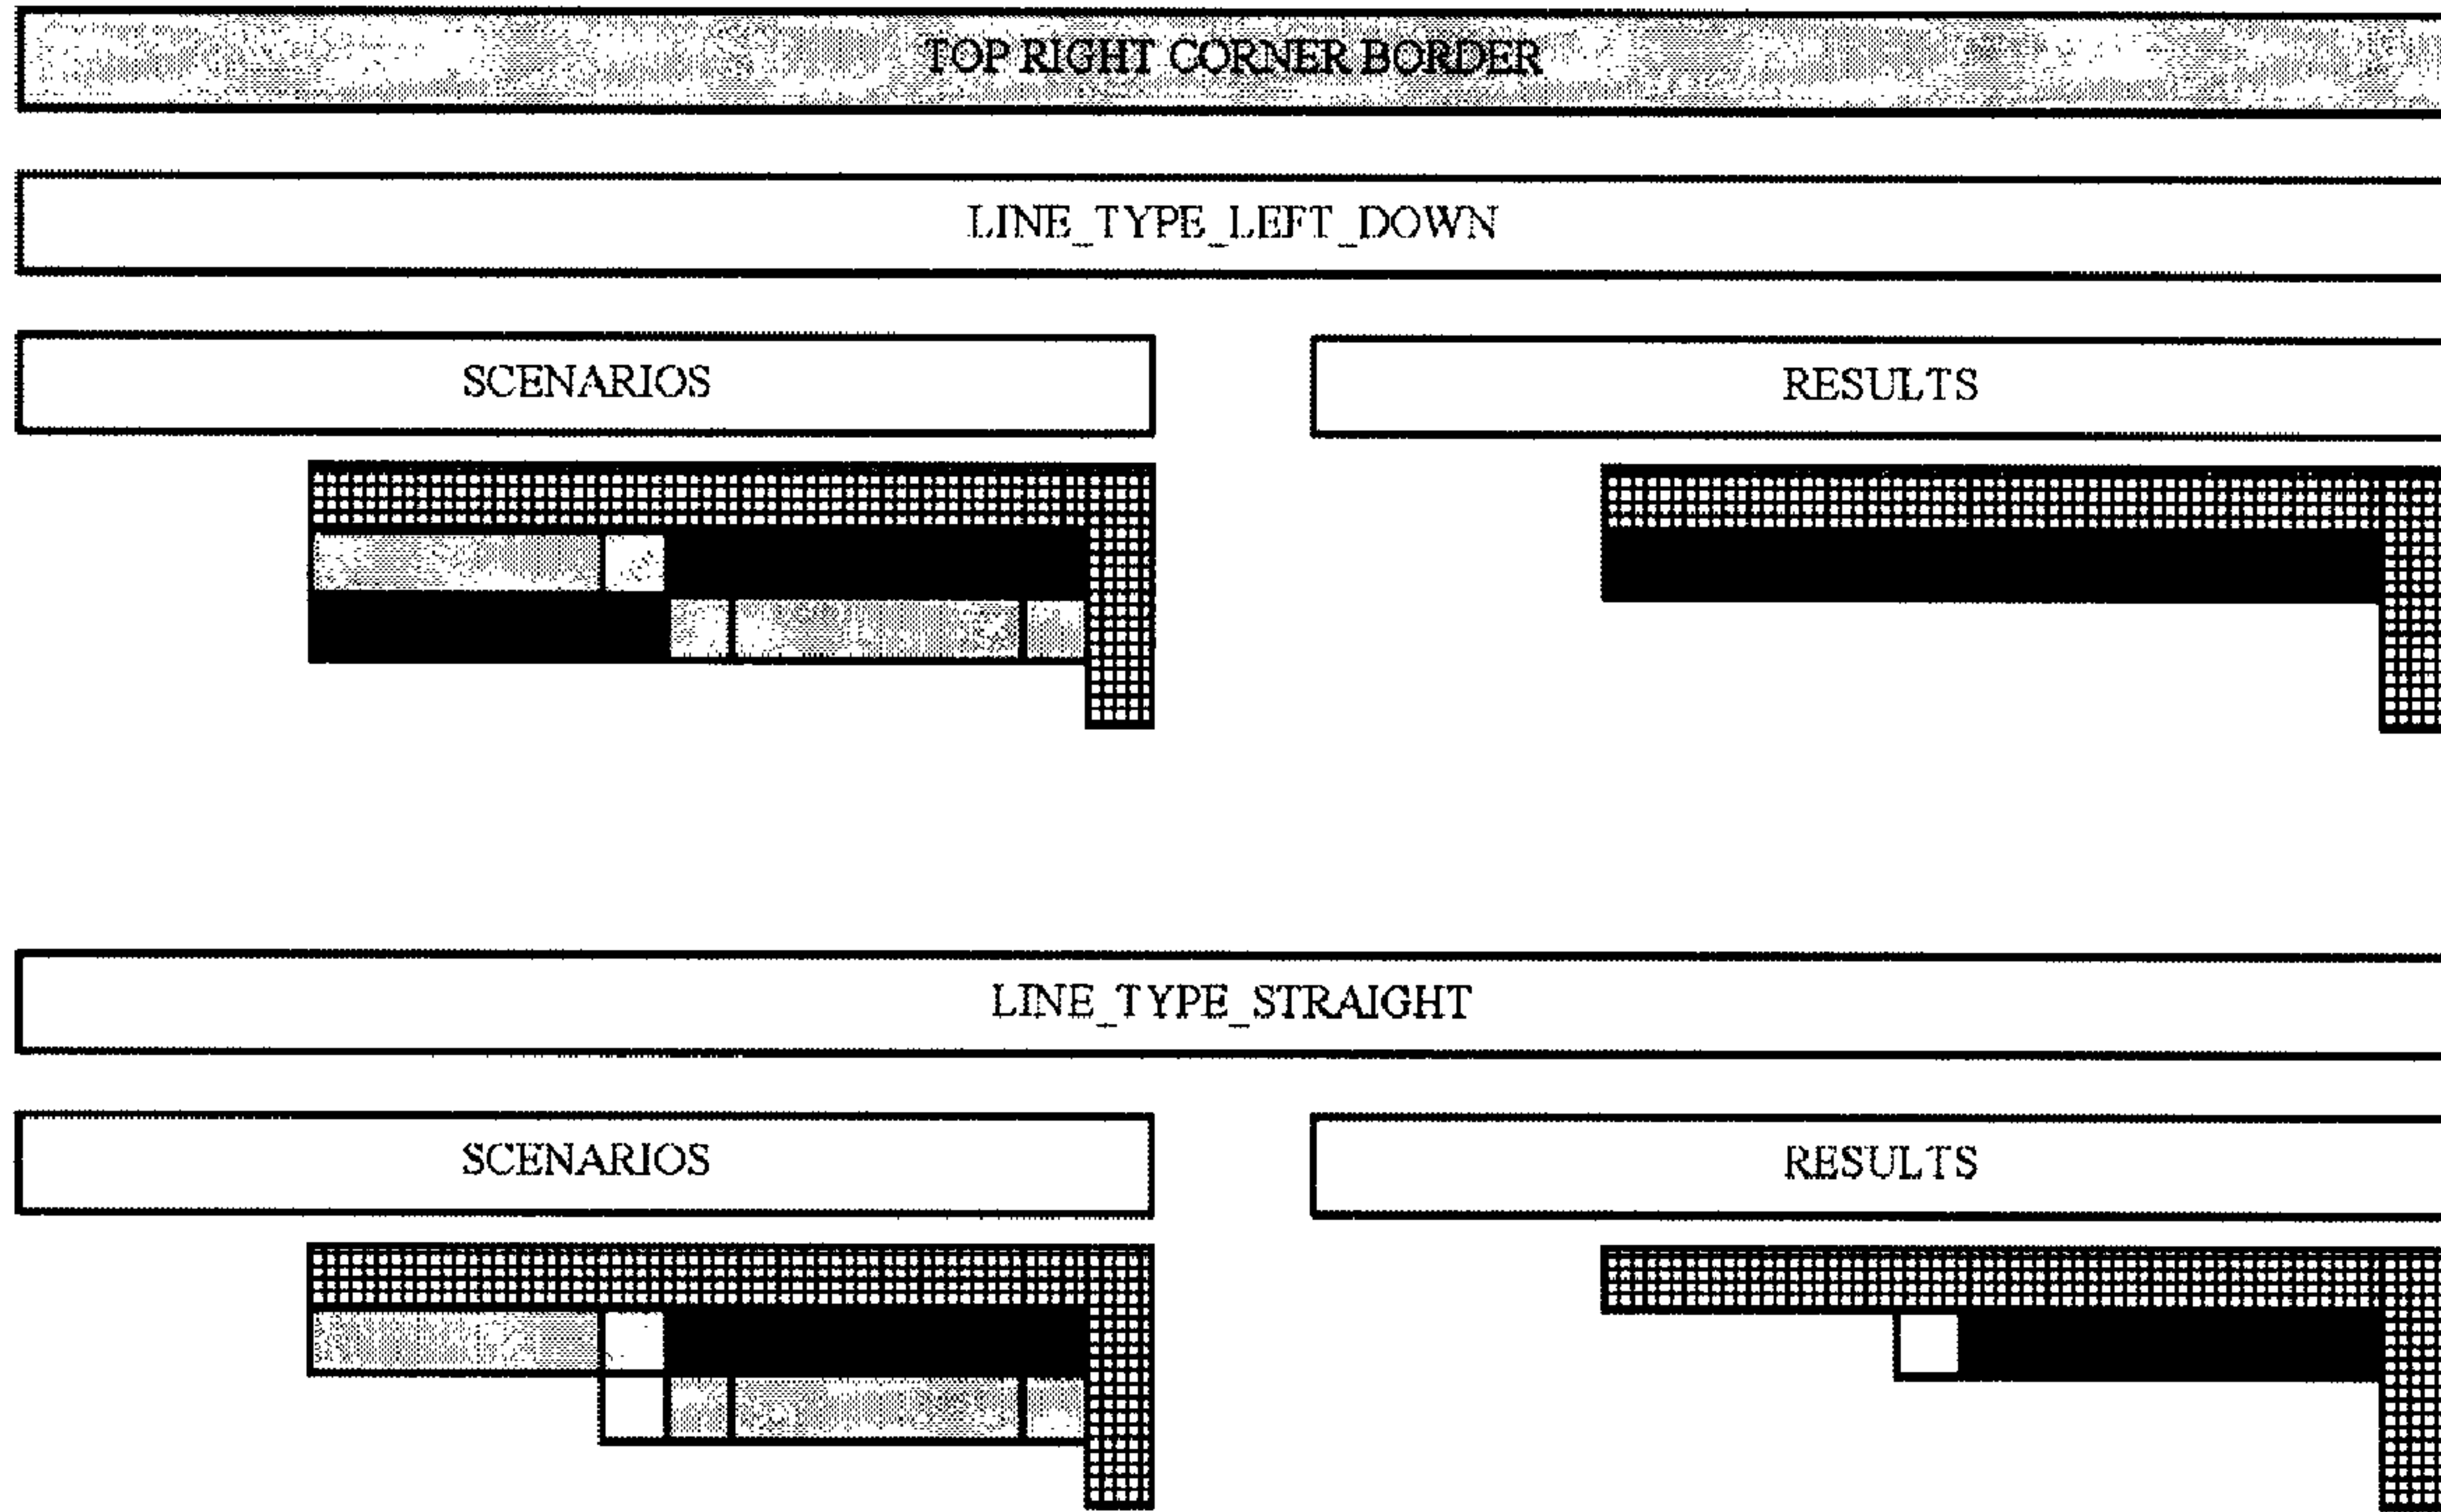 TOP RIGHT CORNER BORDER
LINE_TYPE_LEFT_DOWN
SCENARIOS
RESULTS
LINE_TYPE_STRAIGHT
SCENARIOS
RESULTS